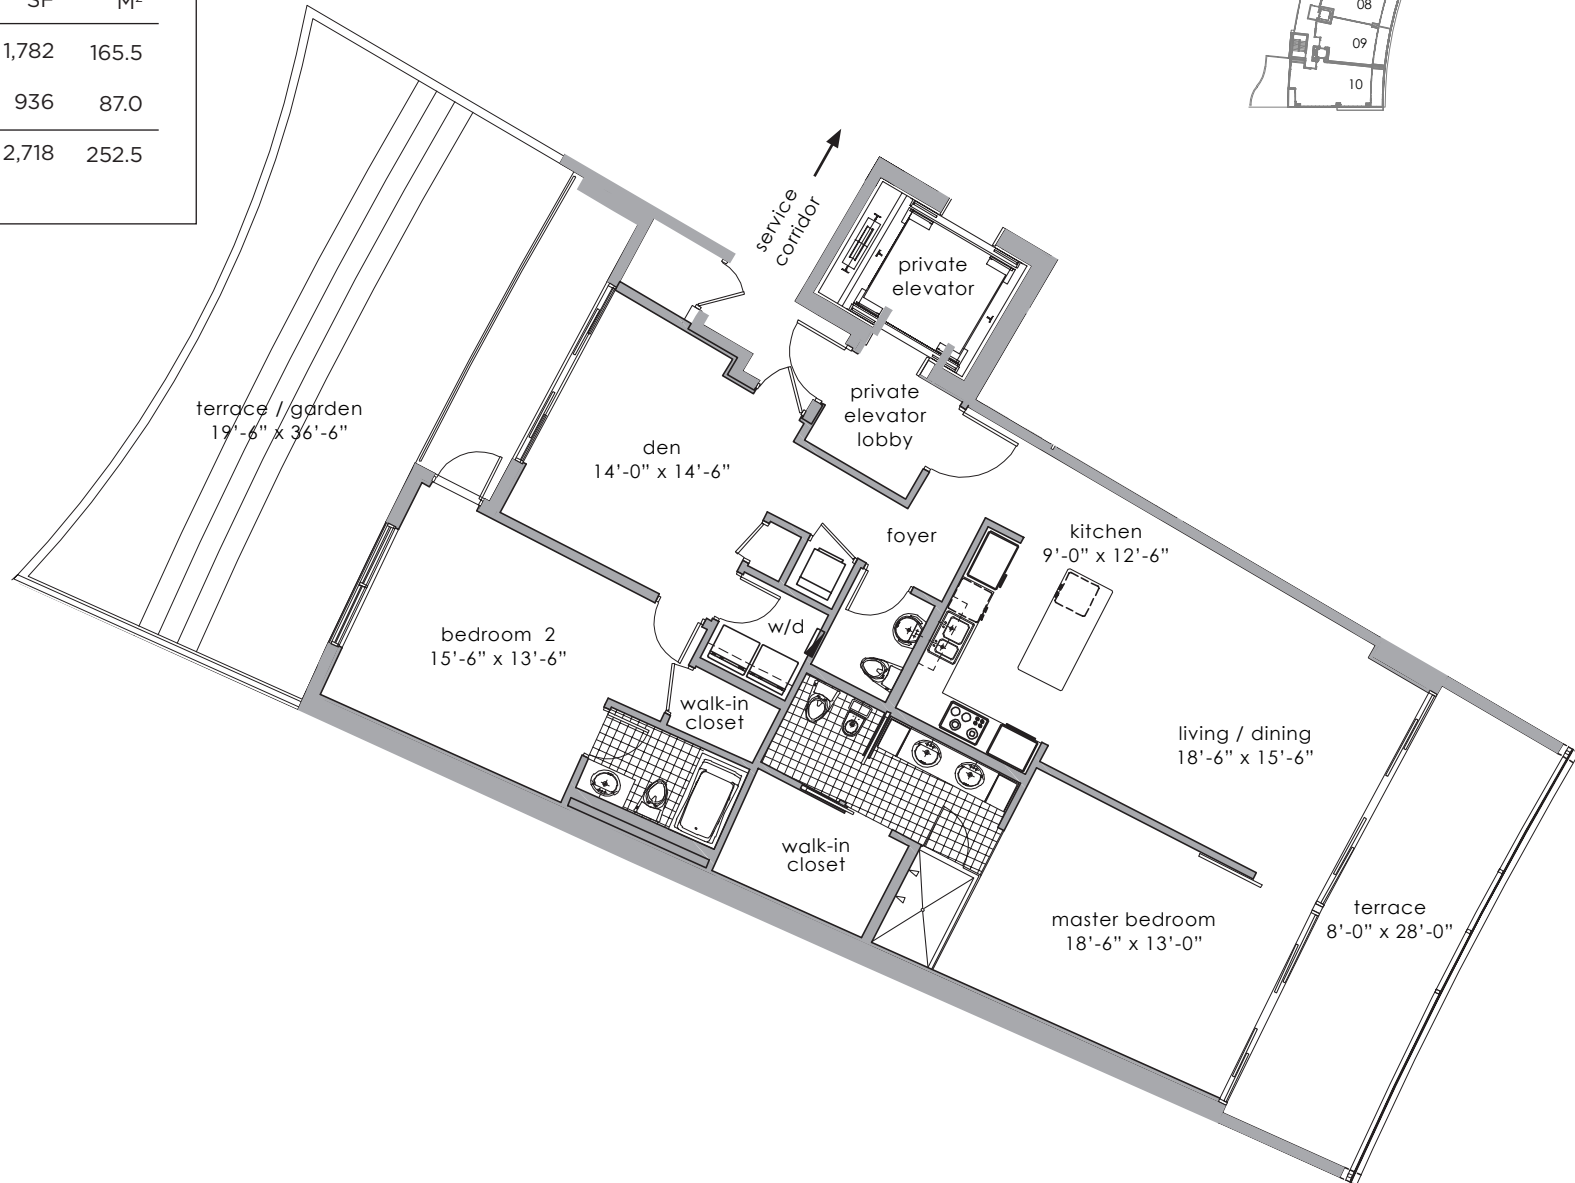 SF M²
1,782 165.5
936 87.0
2,718 252.5
08
09
10
service
corridor
private
elevator
private
elevator
lobby
terrace / garden
19'-6” x 36'-6”
den
14'-0” x 14'-6”
foyer
kitchen
9'-0” x 12'-6”
bedroom 2
15'-6” x 13'-6”
w/d
walk-in
closet
living / dining
18'-6” x 15'-6”
walk-in
closet
master bedroom
18'-6” x 13'-0”
terrace
8'-0” x 28'-0”